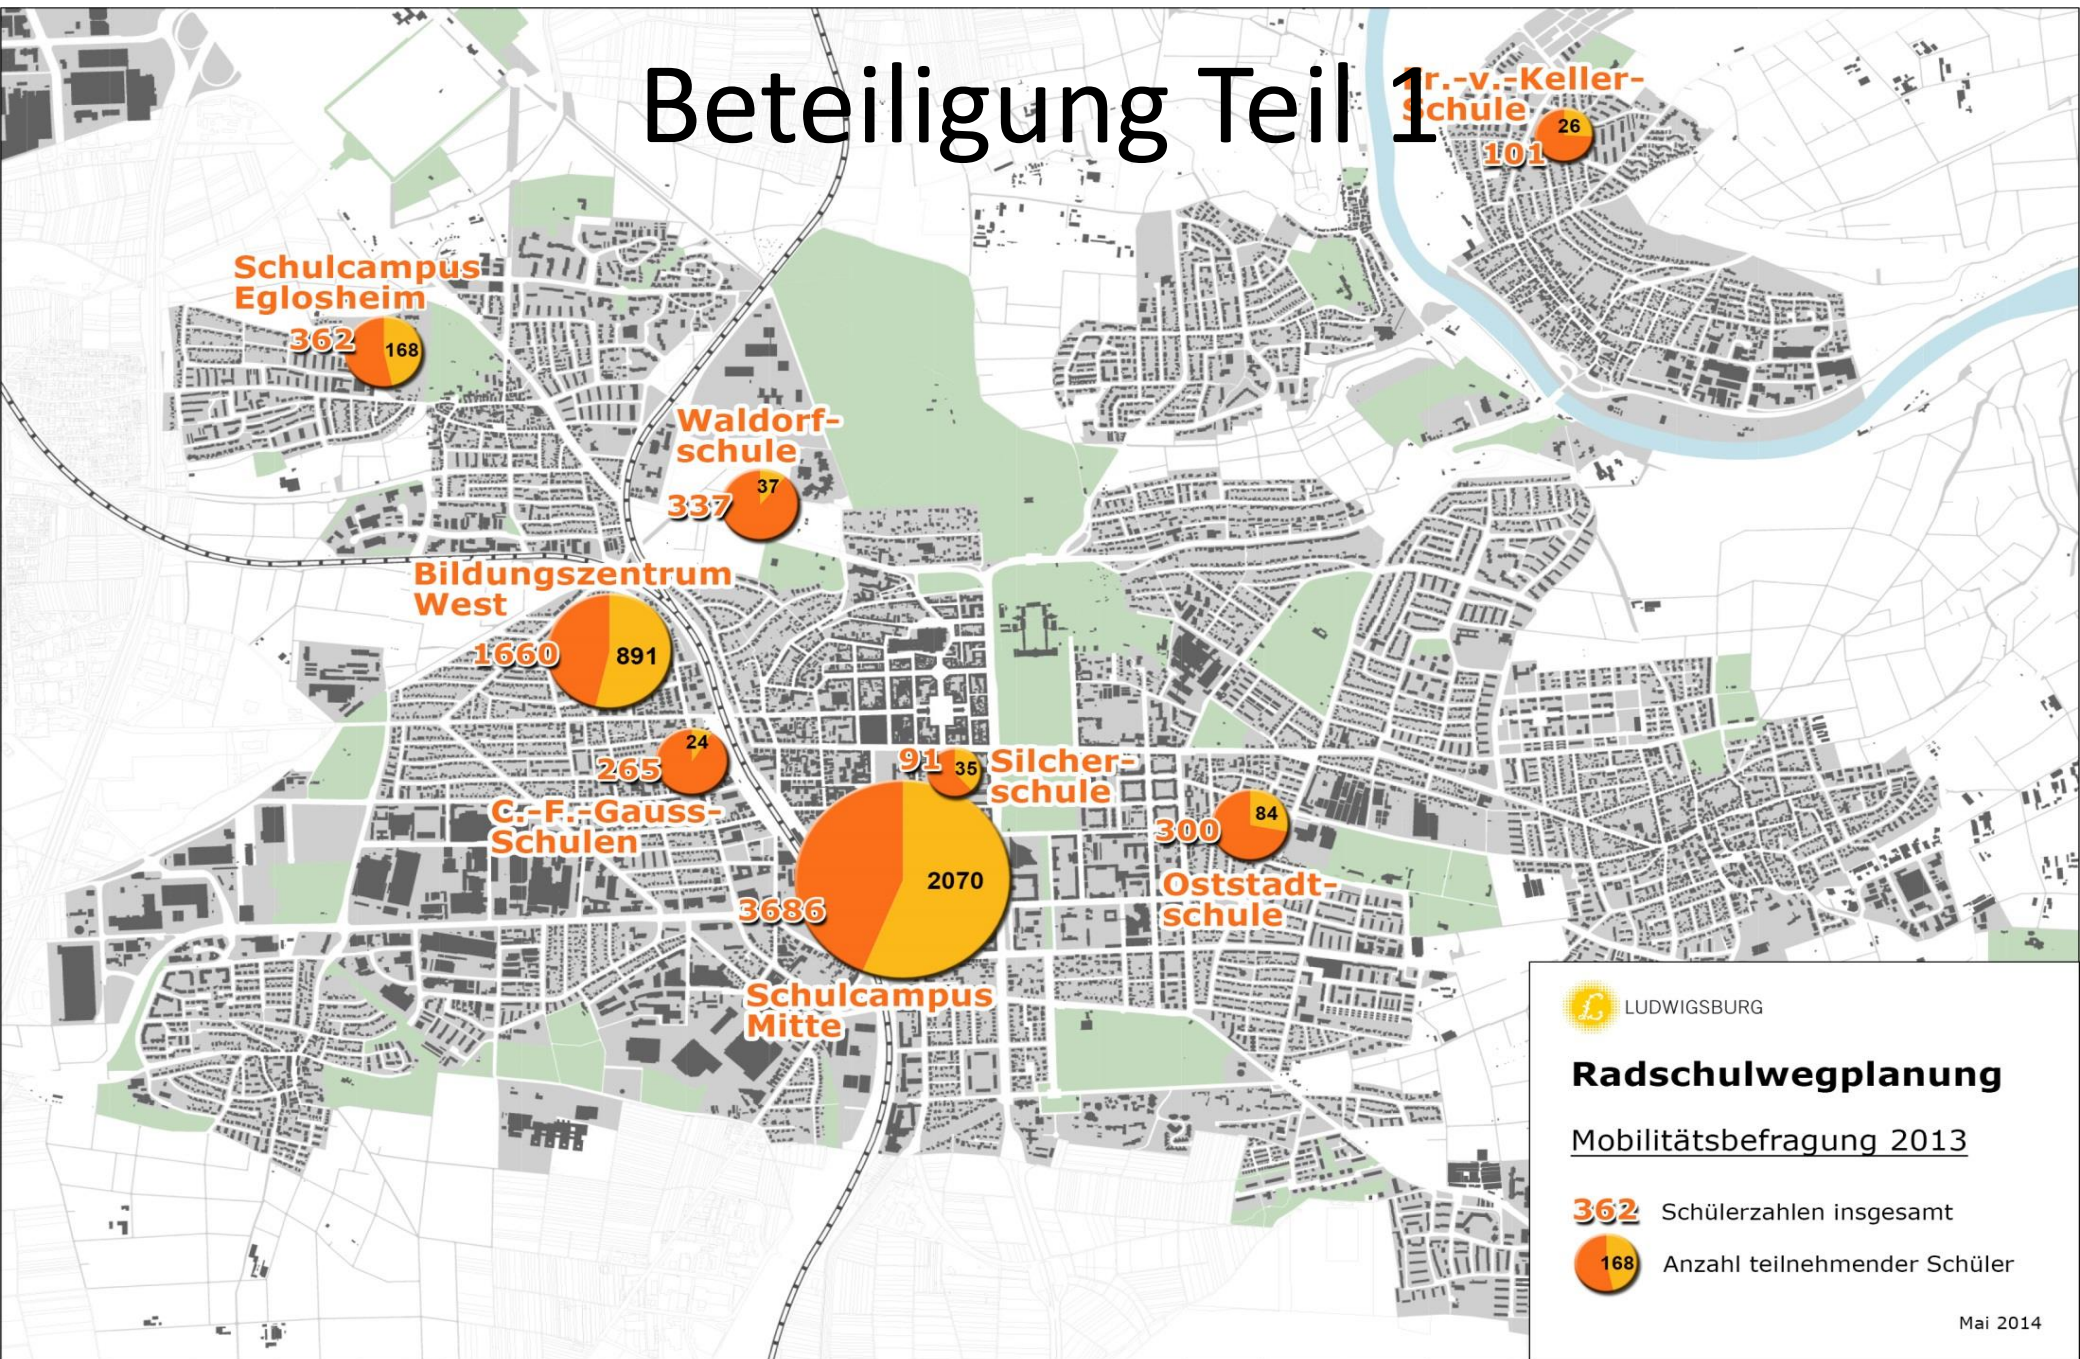 Beteiligung Teil 1
Fr.-v.-Keller-
Schule
26
101
Schulcampus
Eglosheim
362
168
Waldorf-
schule
37
337
Bildungszentrum
West
1660
891
24
265
C.-F.-Gauss-
Schulen
91
35
Silcher-
schule
84
300
Oststadt-
schule
2070
3686
Schulcampus
Mitte
LUDWIGSBURG
Radschulwegplanung
Mobilitätsbefragung 2013
362 Schülerzahlen insgesamt
168 Anzahl teilnehmender Schüler
Mai 2014